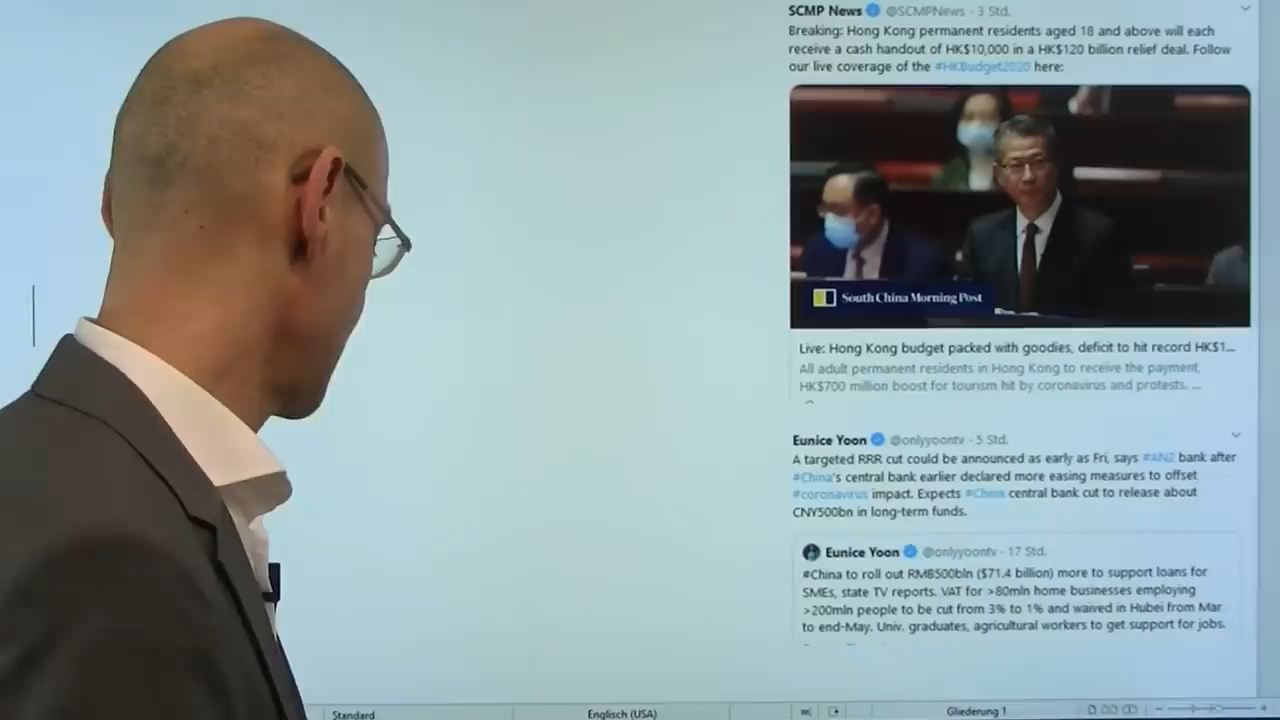 SCMP News @SCMPNews - 3 Std.
Breaking: Hong Kong permanent residents aged 18 and above will each
receive a cash handout of HK$10,000 in a HK$120 billion relief deal. Follow
our live coverage of the #HKBudget2020 here:
South China Morning Post
Live: Hong Kong budget packed with goodies, deficit to hit record HK$1...
All adult permanent residents in Hong Kong to receive the payment,
HK$700 million boost for tourism hit by coronavirus and protests. ...
Eunice Yoon @onlyyoontv - 5 Std.
A targeted RRR cut could be announced as early as Fri, says #ANZ bank after
#China's central bank earlier declared more easing measures to offset
#coronavirus impact. Expects #China central bank cut to release about
CNY500bn in long-term funds.
Eunice Yoon @onlyyoontv - 17 Std.
#China to roll out RMB500bln ($71.4 billion) more to support loans for
SMEs, state TV reports. VAT for >80mln home businesses employing
>200mln people to be cut from 3% to 1% and waived in Hubei from Mar
to end-May. Univ. graduates, agricultural workers to get support for jobs.
Standard Englisch (USA) Gliederung 1